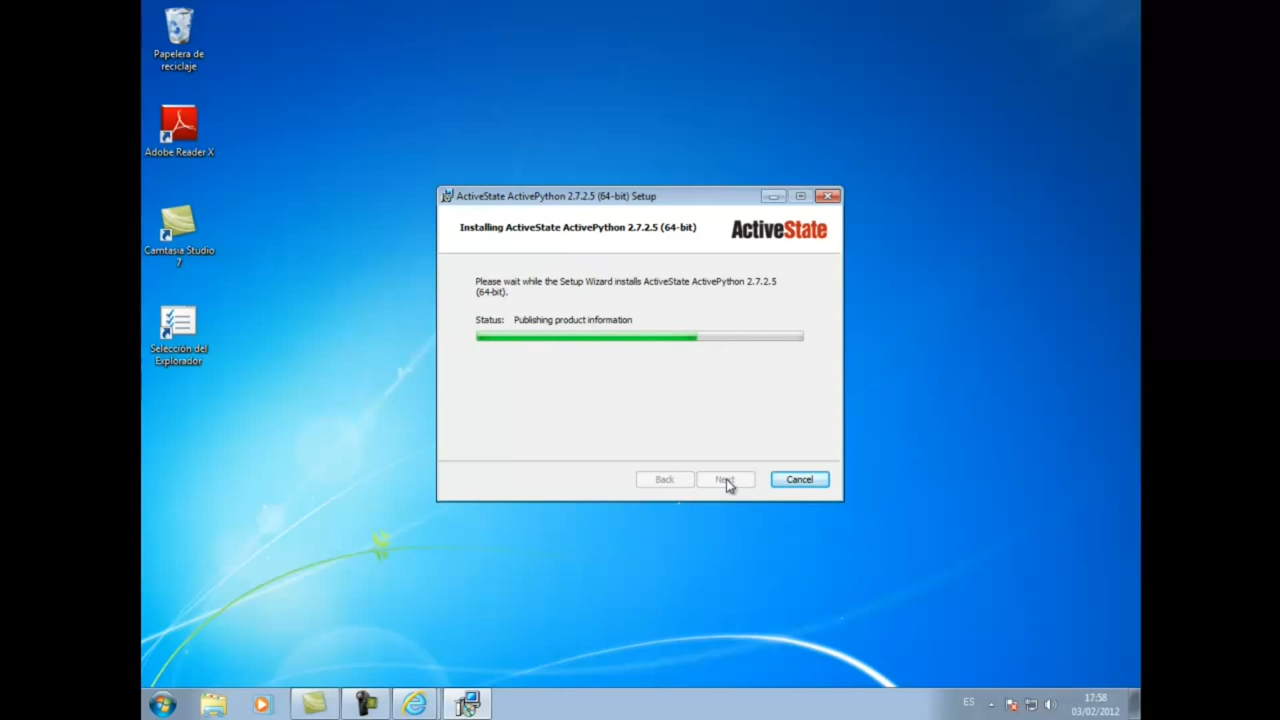 Papelera de
reciclaje
Adobe Reader X
Camtasia Studio
7
Selección del
Explorador
ActiveState ActivePython 2.7.2.5 (64-bit) Setup
Installing ActiveState ActivePython 2.7.2.5 (64-bit)
ActiveState
Please wait while the Setup Wizard installs ActiveState ActivePython 2.7.2.5
(64-bit).
Status: Publishing product information
Back
Next
Cancel
ES
17:58
03/02/2012